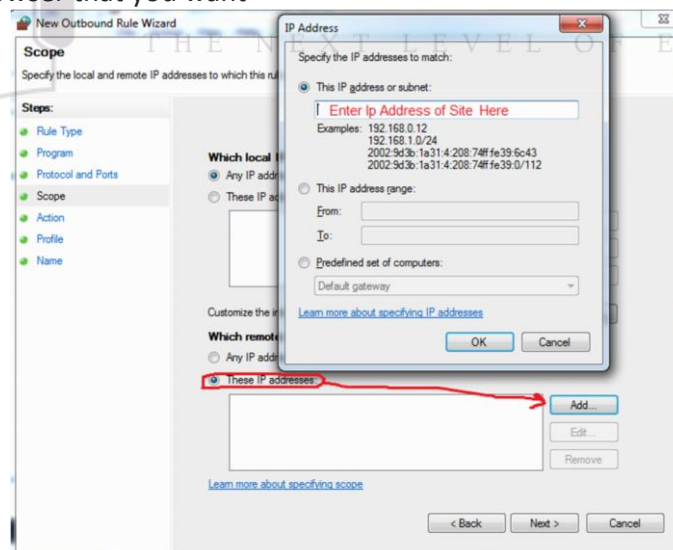 that you want
New Outbound Rule Wizard
THE NEXT LEVEL OF E
Scope
Specify the local and remote IP addresses to which this rul
Steps:
Rule Type
Program
Protocol and Ports
Scope
Action
Profile
Name
Which local I
Any IP addr
These IP ac
Customize the in
Which remote
Any IP addr
These IP addresses:
Add...
Edit...
Remove
Learn more about specifying scope
< Back
Next >
Cancel
IP Address
Specify the IP addresses to match:
This IP address or subnet:
Enter Ip Address of Site Here
Examples: 192.168.0.12
192.168.1.0/24
2002:9d3b:1a31:4:208:74ff:fe39:6c43
2002:9d3b:1a31:4:208:74ff:fe39:0/112
This IP address range:
From:
To:
Predefined set of computers:
Default gateway
Learn more about specifying IP addresses
OK
Cancel